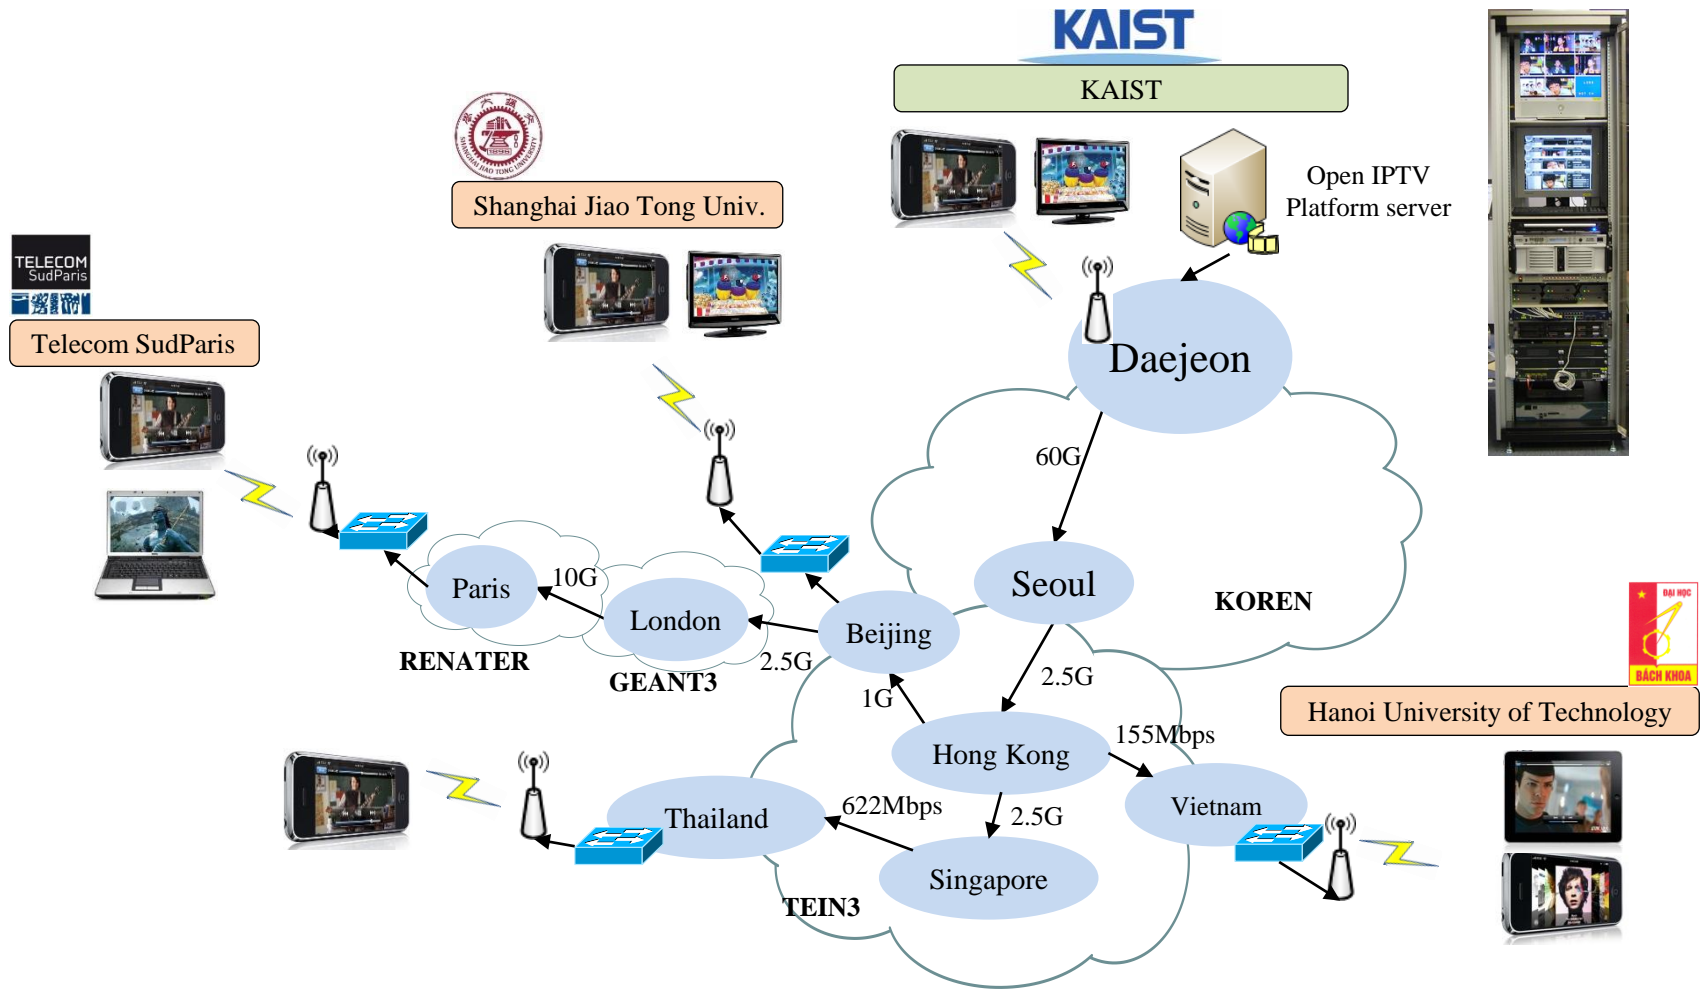 KAIST
KAIST
Open IPTV
Platform server
Shanghai Jiao Tong Univ.
TELECOM
SudParis
Telecom SudParis
Daejeon
60G
Seoul
KOREN
Paris
10G
London
Beijing
RENATER
GEANT3
2.5G
2.5G
1G
ĐẠI HỌC
BÁCH KHOA
Hanoi University of Technology
Hong Kong
155Mbps
Thailand
622Mbps
2.5G
Vietnam
Singapore
TEIN3